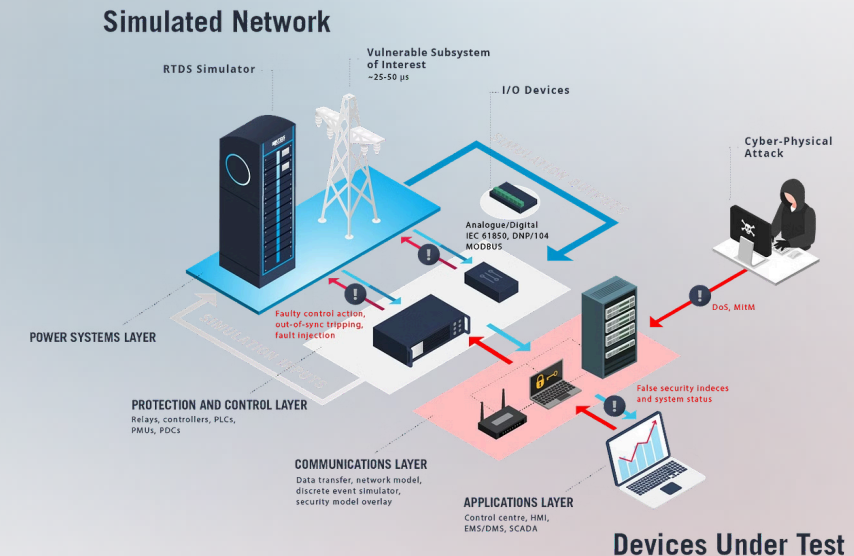 Simulated Network
RTDS Simulator
Vulnerable Subsystem
of Interest
~25-50 µs
I/O Devices
Cyber-Physical
Attack
Analogue/Digital
IEC 61850, DNP/104
MODBUS
DoS, MitM
Faulty control action,
out-of-sync tripping,
fault injection
POWER SYSTEMS LAYER
False security indeces
and system status
PROTECTION AND CONTROL LAYER
Relays, controllers, PLCs,
PMUs, PDCs
COMMUNICATIONS LAYER
Data transfer, network model,
discrete event simulator,
security model overlay
APPLICATIONS LAYER
Control centre, HMI,
EMS/DMS, SCADA
Devices Under Test